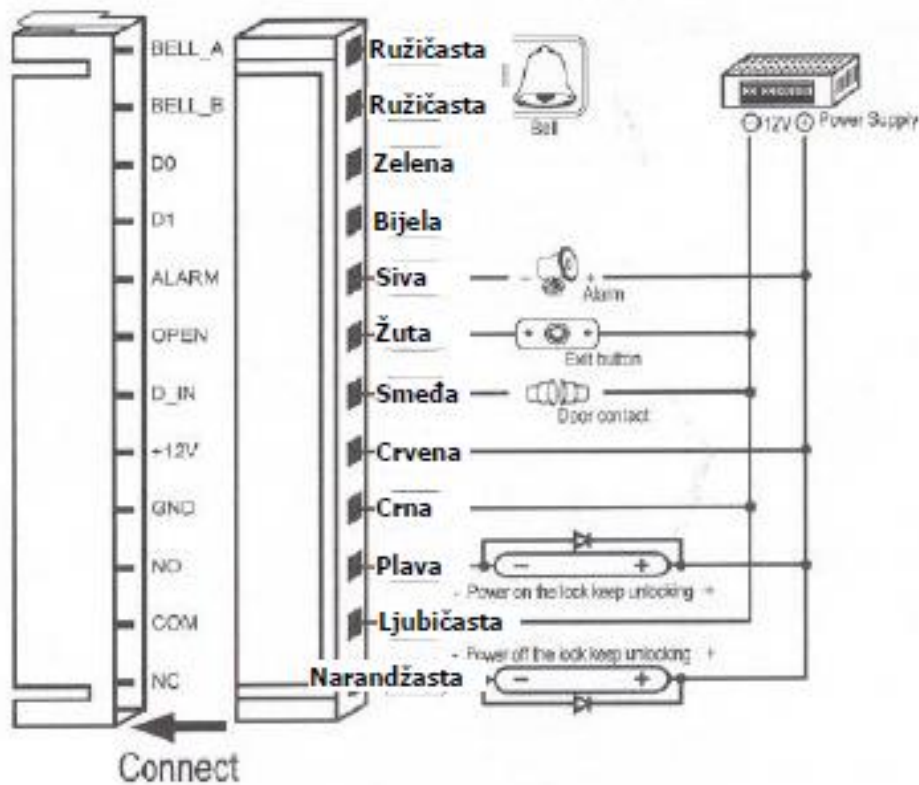 BELL_A Ružičasta
BELL_B Ružičasta
Bell
12V Power Supply
D0 Zelena
D1 Bijela
ALARM Siva - +
Alarm
OPEN Žuta
Exit button
D_IN Smeđa
Door contact
+12V Crvena
GND Crna
NO Plava - +
- Power on the lock keep unlocking +
COM Ljubičasta
- Power off the lock keep unlocking +
NC Narandžasta - +
Connect